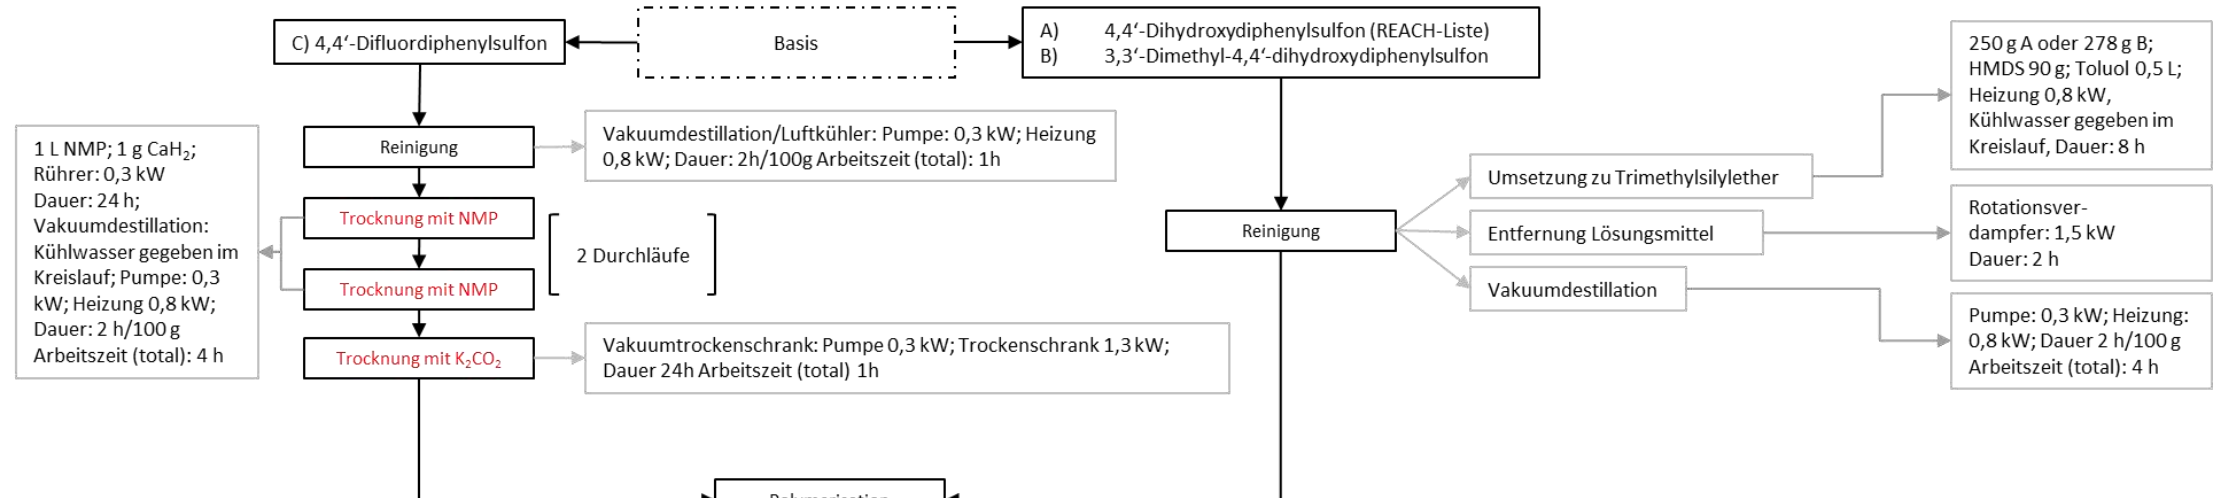 C) 4,4‘-Difluordiphenylsulfon
Basis
A) 4,4‘-Dihydroxydiphenylsulfon (REACH-Liste)
B) 3,3‘-Dimethyl-4,4‘-dihydroxydiphenylsulfon
250 g A oder 278 g B;
HMDS 90 g; Toluol 0,5 L;
Heizung 0,8 kW,
Kühlwasser gegeben im
Kreislauf, Dauer: 8 h
1 L NMP; 1 g CaH₂;
Rührer: 0,3 kW
Dauer: 24 h;
Vakuumdestillation:
Kühlwasser gegeben im
Kreislauf; Pumpe: 0,3
kW; Heizung 0,8 kW;
Dauer: 2 h/100 g
Arbeitszeit (total): 4 h
Reinigung
Vakuumdestillation/Luftkühler: Pumpe: 0,3 kW; Heizung
0,8 kW; Dauer: 2h/100g Arbeitszeit (total): 1h
Trocknung mit NMP
Trocknung mit NMP
2 Durchläufe
Trocknung mit K₂CO₂
Vakuumtrockenschrank: Pumpe 0,3 kW; Trockenschrank 1,3 kW;
Dauer 24h Arbeitszeit (total) 1h
Reinigung
Umsetzung zu Trimethylsilylether
Entfernung Lösungsmittel
Vakuumdestillation
Rotationsver-
dampfer: 1,5 kW
Dauer: 2 h
Pumpe: 0,3 kW; Heizung:
0,8 kW; Dauer 2 h/100 g
Arbeitszeit (total): 4 h
Polymerisation